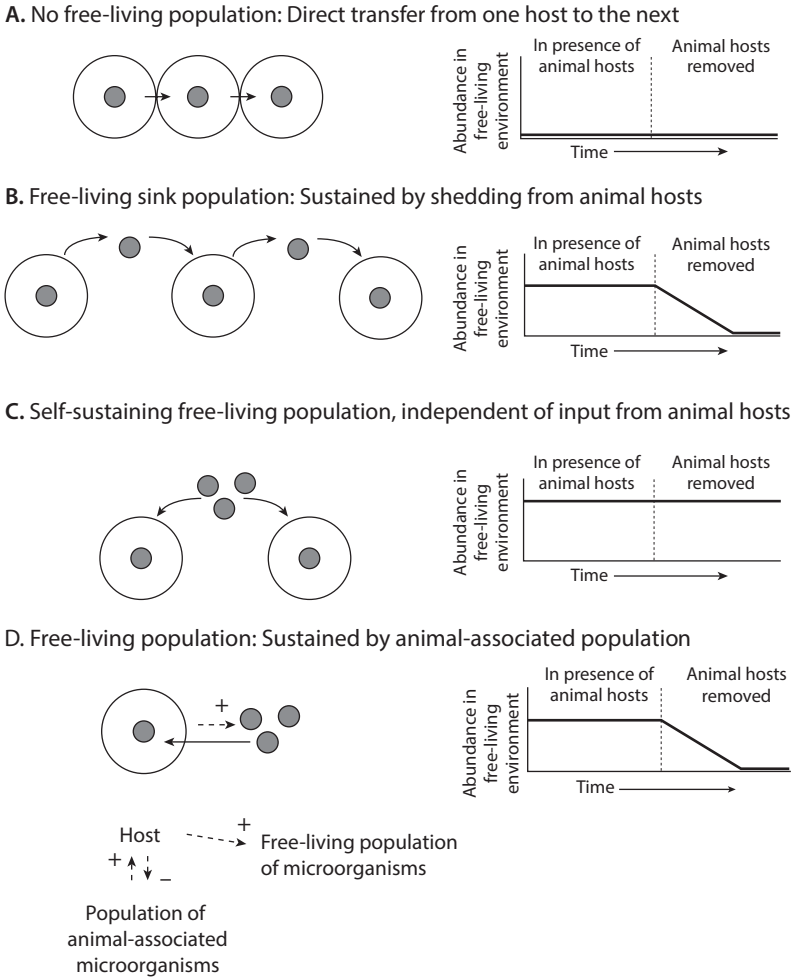 A. No free-living population: Direct transfer from one host to the next
Abundance in
free-living
environment
In presence of
animal hosts
Animal hosts
removed
Time
B. Free-living sink population: Sustained by shedding from animal hosts
Abundance in
free-living
environment
In presence of
animal hosts
Animal hosts
removed
Time
C. Self-sustaining free-living population, independent of input from animal hosts
Abundance in
free-living
environment
In presence of
animal hosts
Animal hosts
removed
Time
D. Free-living population: Sustained by animal-associated population
+
Abundance in
free-living
environment
In presence of
animal hosts
Animal hosts
removed
Time
Host
+
Free-living population
of microorganisms
+
–
Population of
animal-associated
microorganisms